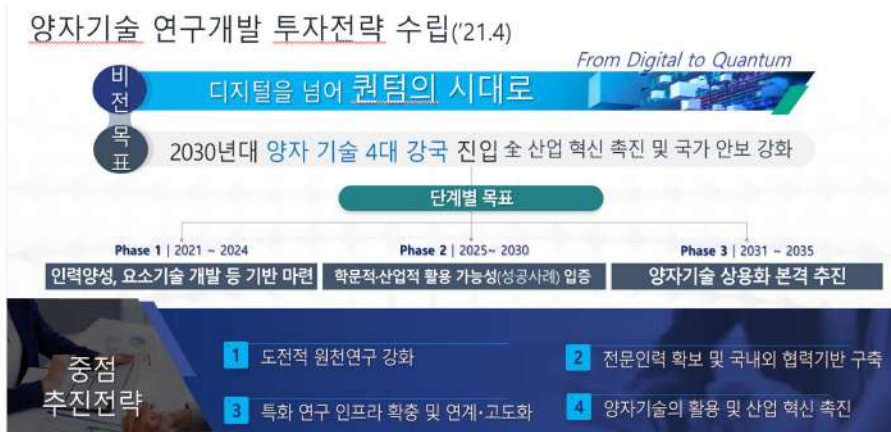 양자기술 연구개발 투자전략 수립('21.4)
From Digital to Quantum
비전
디지털을 넘어 퀀텀의 시대로
목표
2030년대 양자 기술 4대 강국 진입 全 산업 혁신 촉진 및 국가 안보 강화
단계별 목표
Phase 1 | 2021 ~ 2024
인력양성, 요소기술 개발 등 기반 마련
Phase 2 | 2025~ 2030
학문적·산업적 활용 가능성(성공사례) 입증
Phase 3 | 2031 ~ 2035
양자기술 상용화 본격 추진
중점
추진전략
1 도전적 원천연구 강화
2 전문인력 확보 및 국내외 협력기반 구축
3 특화 연구 인프라 확충 및 연계·고도화
4 양자기술의 활용 및 산업 혁신 촉진